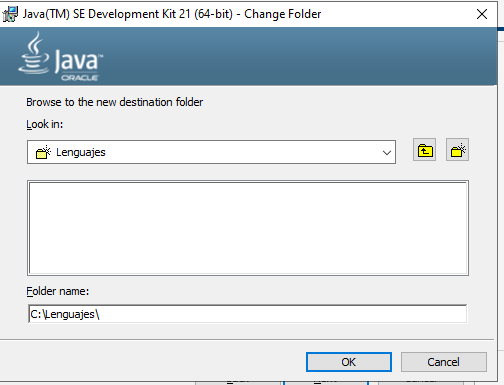 Java(TM) SE Development Kit 21 (64-bit) - Change Folder
Java™
ORACLE
Browse to the new destination folder
Look in:
Lenguajes
Folder name:
C:\Lenguajes\
OK
Cancel